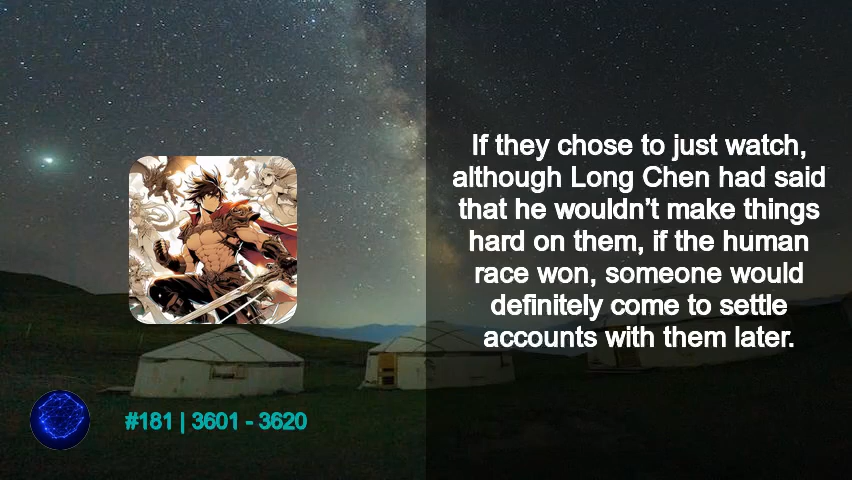 If they chose to just watch,
although Long Chen had said
that he wouldn’t make things
hard on them, if the human
race won, someone would
definitely come to settle
accounts with them later.
#181 | 3601 - 3620